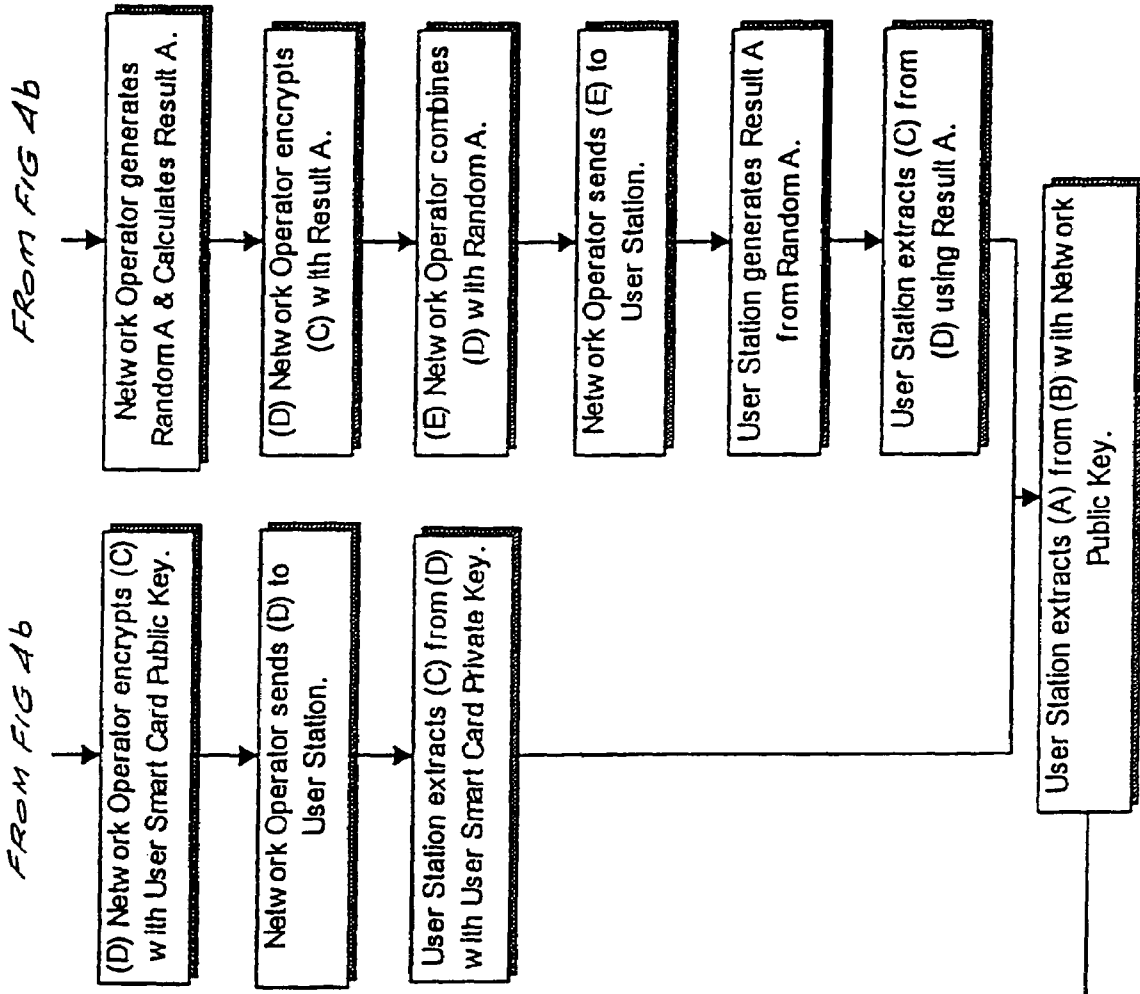 FROM FIG 4b
(D) Network Operator encrypts (C)
with User Smart Card Public Key.
Network Operator sends (D) to
User Station.
User Station extracts (C) from (D)
with User Smart Card Private Key.
FROM FIG 4b
Network Operator generates
Random A & Calculates Result A.
(D) Network Operator encrypts
(C) with Result A.
(E) Network Operator combines
(D) with Random A.
Network Operator sends (E) to
User Station.
User Station generates Result A
from Random A.
User Station extracts (C) from
(D) using Result A.
User Station extracts (A) from (B) with Network
Public Key.